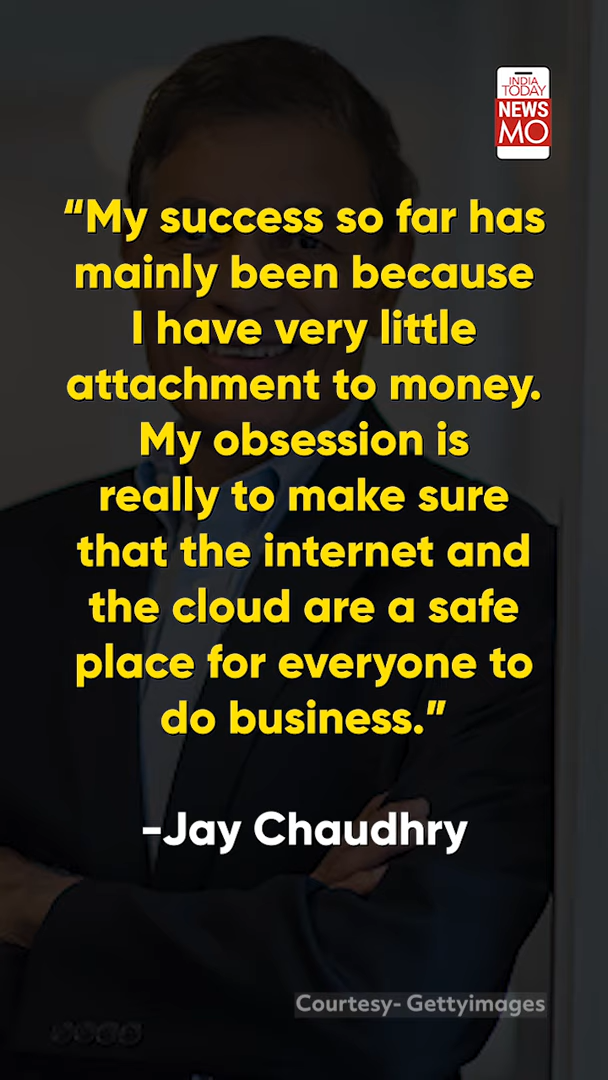 INDIA
TODAY
NEWS
MO
“My success so far has
mainly been because
I have very little
attachment to money.
My obsession is
really to make sure
that the internet and
the cloud are a safe
place for everyone to
do business.”
-Jay Chaudhry
Courtesy- Gettyimages